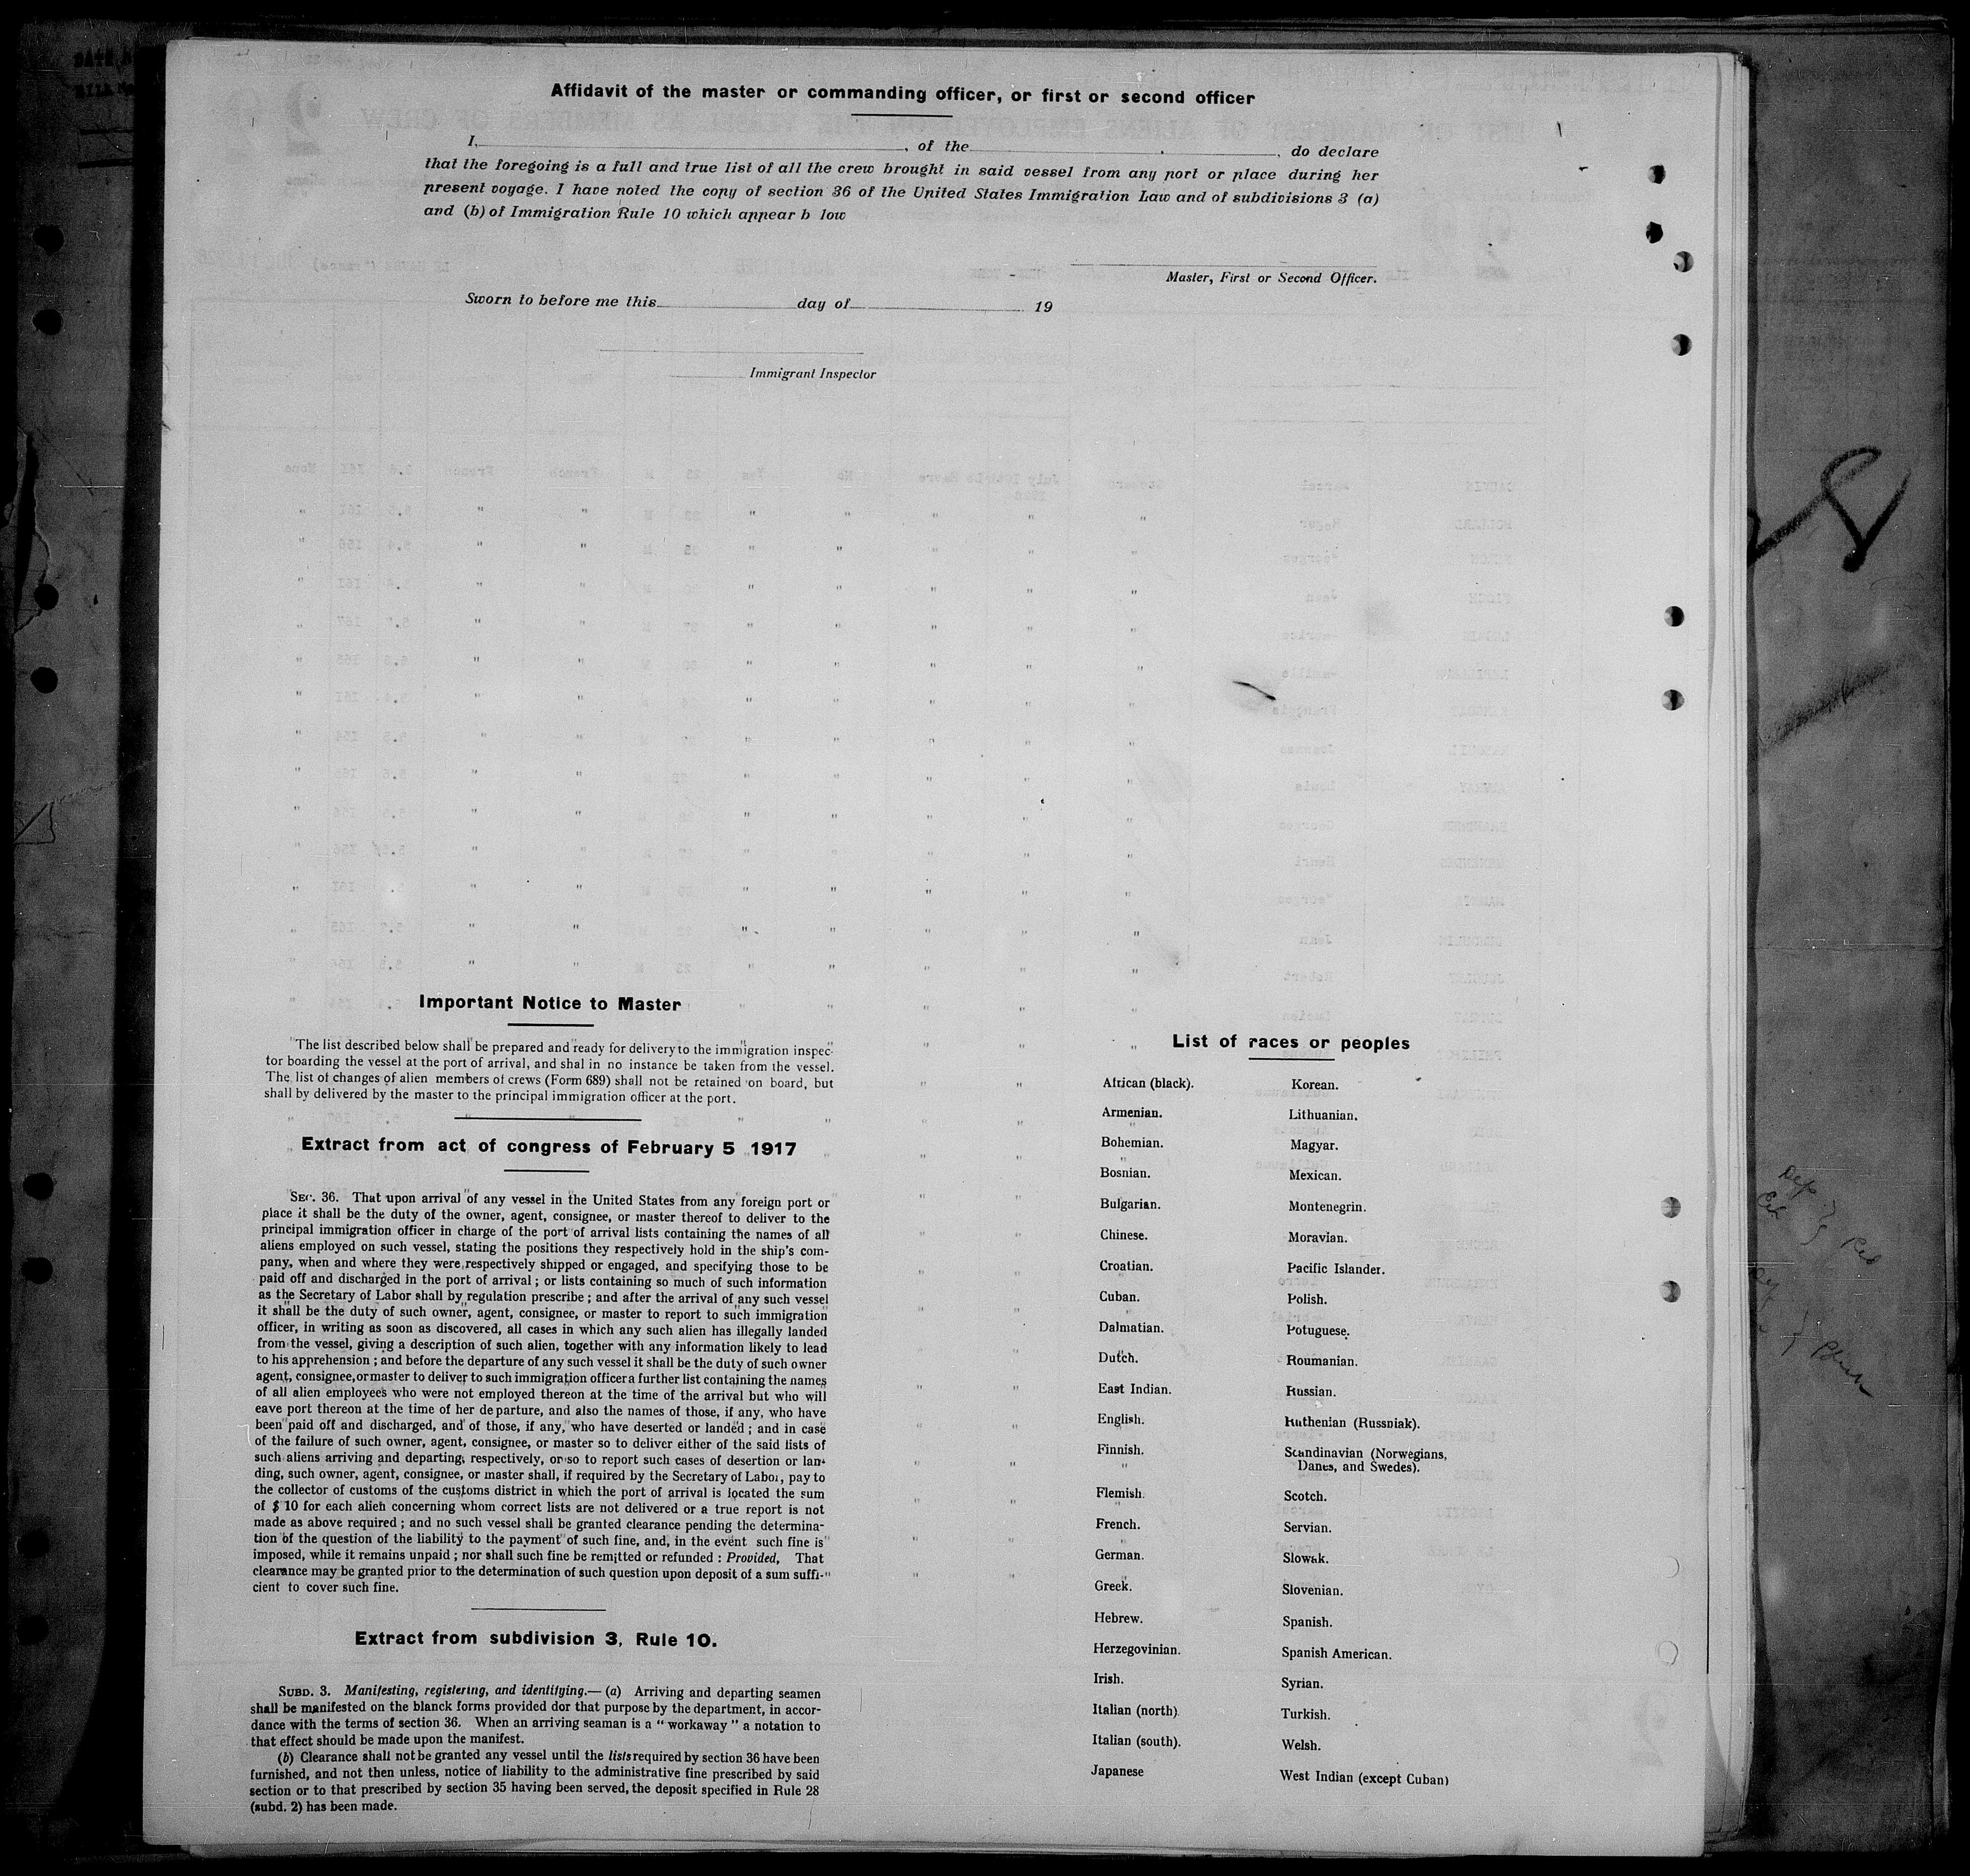 Affidavit of the master or commanding officer, or first or second officer
I, , of the , do declare
that the foregoing is a full and true list of all the crew brought in said vessel from any port or place during her
present voyage. I have noted the copy of section 36 of the United States Immigration Law and of subdivisions 3 (a)
and (b) of Immigration Rule 10 which appear b low
Master, First or Second Officer.
Sworn to before me this day of 19
Immigrant Inspector
Important Notice to Master
The list described below shall be prepared and ready for delivery to the immigration inspec-
tor boarding the vessel at the port of arrival, and shal in no instance be taken from the vessel.
The list of changes of alien members of crews (Form 689) shall not be retained on board, but
shall by delivered by the master to the principal immigration officer at the port.
Extract from act of congress of February 5 1917
SEC. 36. That upon arrival of any vessel in the United States from any foreign port or
place it shall be the duty of the owner, agent, consignee, or master thereof to deliver to the
principal immigration officer in charge of the port of arrival lists containing the names of all
aliens employed on such vessel, stating the positions they respectively hold in the ship's com-
pany, when and where they were respectively shipped or engaged, and specifying those to be
paid off and discharged in the port of arrival ; or lists containing so much of such information
as the Secretary of Labor shall by regulation prescribe ; and after the arrival of any such vessel
it shall be the duty of such owner, agent, consignee, or master to report to such immigration
officer, in writing as soon as discovered, all cases in which any such alien has illegally landed
from the vessel, giving a description of such alien, together with any information likely to lead
to his apprehension ; and before the departure of any such vessel it shall be the duty of such owner
agent, consignee, or master to deliver to such immigration officer a further list containing the names
of all alien employees who were not employed thereon at the time of the arrival but who will
eave port thereon at the time of her departure, and also the names of those, if any, who have
been paid off and discharged, and of those, if any, who have deserted or landed ; and in case
of the failure of such owner, agent, consignee, or master so to deliver either of the said lists of
such aliens arriving and departing, respectively, or so to report such cases of desertion or lan-
ding, such owner, agent, consignee, or master shall, if required by the Secretary of Labor, pay to
the collector of customs of the customs district in which the port of arrival is located the sum
of $ 10 for each alien concerning whom correct lists are not delivered or a true report is not
made as above required ; and no such vessel shall be granted clearance pending the determina-
tion of the question of the liability to the payment of such fine, and, in the event such fine is
imposed, while it remains unpaid ; nor shall such fine be remitted or refunded : Provided, That
clearance may be granted prior to the determination of such question upon deposit of a sum suffi-
cient to cover such fine.
Extract from subdivision 3, Rule 10.
SUBD. 3. Manifesting, registering, and identifying.— (a) Arriving and departing seamen
shall be manifested on the blanck forms provided dor that purpose by the department, in accor-
dance with the terms of section 36. When an arriving seaman is a " workaway " a notation to
that effect should be made upon the manifest.
(b) Clearance shall not be granted any vessel until the lists required by section 36 have been
furnished, and not then unless, notice of liability to the administrative fine prescribed by said
section or to that prescribed by section 35 having been served, the deposit specified in Rule 28
(subd. 2) has been made.
List of races or peoples
African (black).
Armenian.
Bohemian.
Bosnian.
Bulgarian.
Chinese.
Croatian.
Cuban.
Dalmatian.
Dutch.
East Indian.
English.
Finnish.
Flemish.
French.
German.
Greek.
Hebrew.
Herzegovinian.
Irish.
Italian (north)
Italian (south).
Japanese
Korean.
Lithuanian.
Magyar.
Mexican.
Montenegrin.
Moravian.
Pacific Islander.
Polish.
Potuguese.
Roumanian.
Russian.
Ruthenian (Russniak).
Scandinavian (Norwegians,
Danes, and Swedes).
Scotch.
Servian.
Slowak.
Slovenian.
Spanish.
Spanish American.
Syrian.
Turkish.
Welsh.
West Indian (except Cuban)